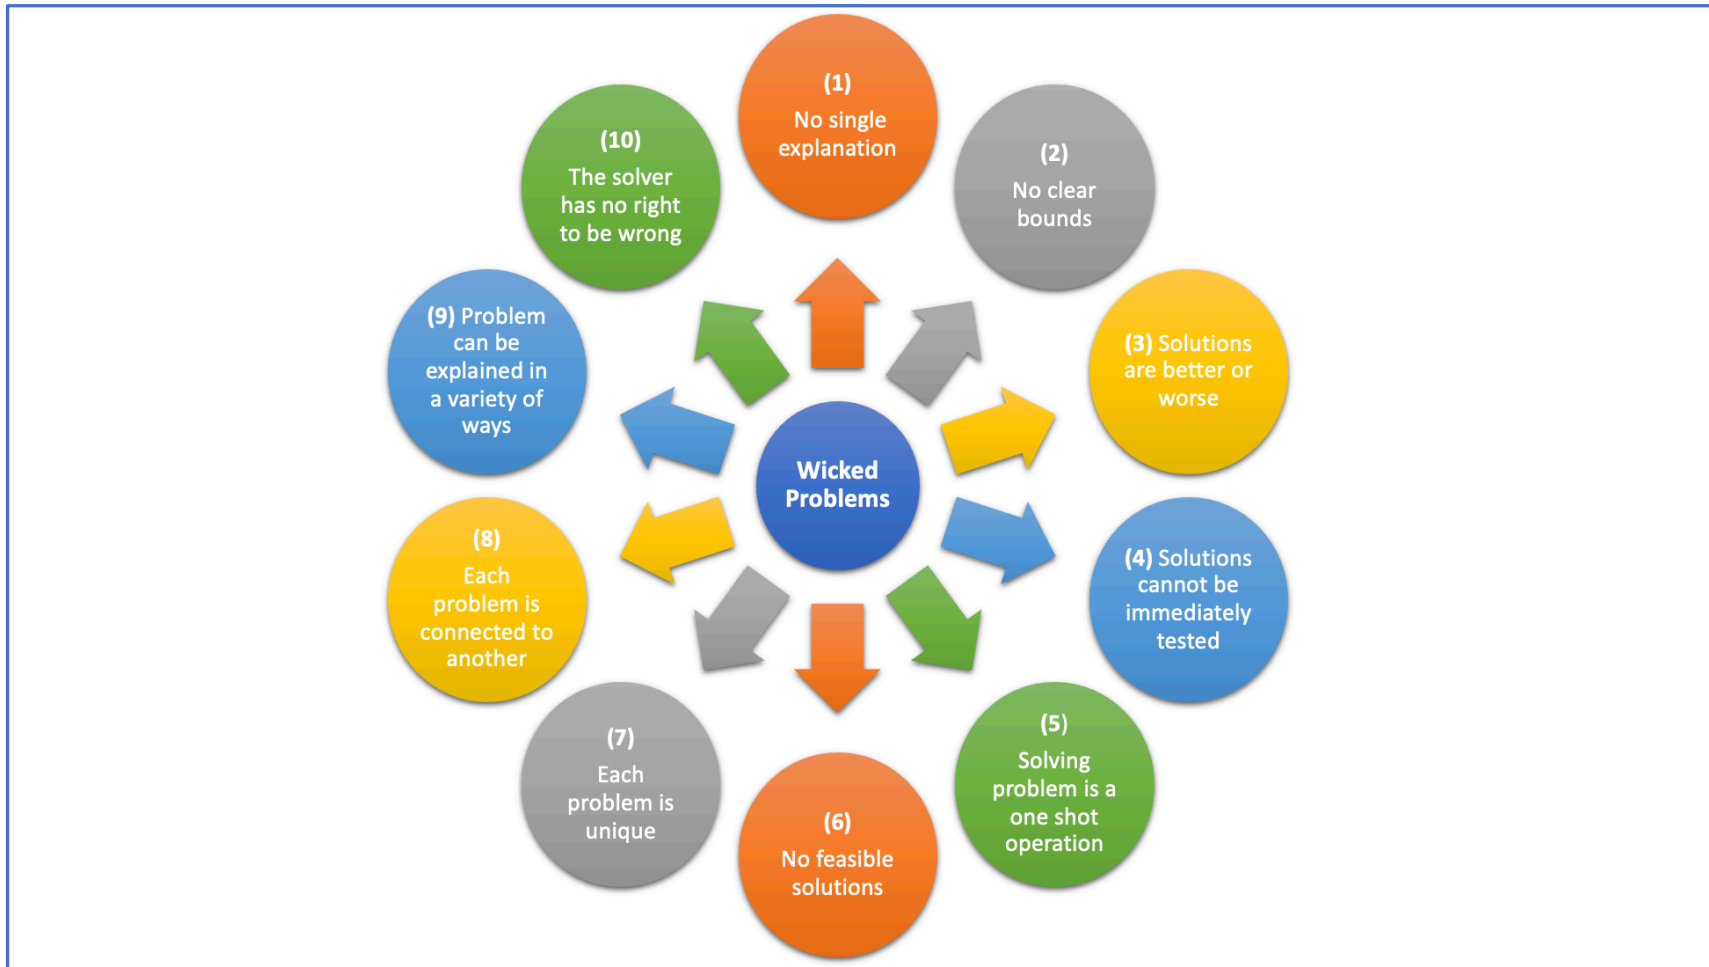 (1)
No single
explanation
(2)
No clear
bounds
(3) Solutions
are better or
worse
(4) Solutions
cannot be
immediately
tested
(5)
Solving
problem is a
one shot
operation
(6)
No feasible
solutions
(7)
Each
problem is
unique
(8)
Each
problem is
connected to
another
(9) Problem
can be
explained in
a variety of
ways
(10)
The solver
has no right
to be wrong
Wicked
Problems